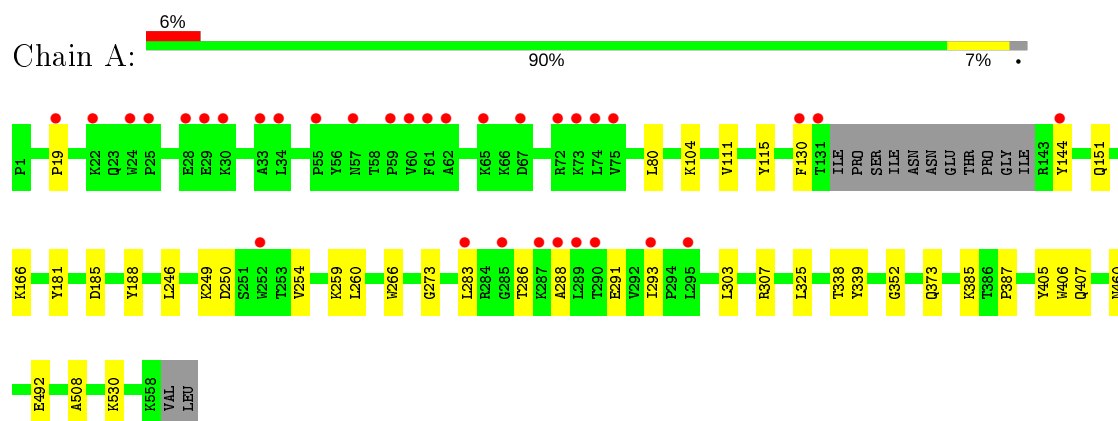 6%
Chain A:
90% 7% •
P1 P19 K22 Q23 W24 P25 E28 E29 K30 A33 L34 P55 Y56 N57 T58 P59 V60 F61 A62 K65 K66 D67 R72 K73 L74 V75 L80 K104 V111 Y115 F130 T131 ILE PRO SER ILE ASN ASN GLU THR PRO GLY ILE R143 Y144 Q151
K166 Y181 D185 Y188 L246 K249 D250 S251 W252 T253 V254 K259 L260 W266 G273 L283 R284 G285 T286 K287 A288 L289 T290 E291 V292 I293 P294 L295 L303 R307 L325 T338 Y339 G352 Q373 K385 T386 P387 Y405 W406 Q407 N460
E492 A508 K530 K558 VAL LEU